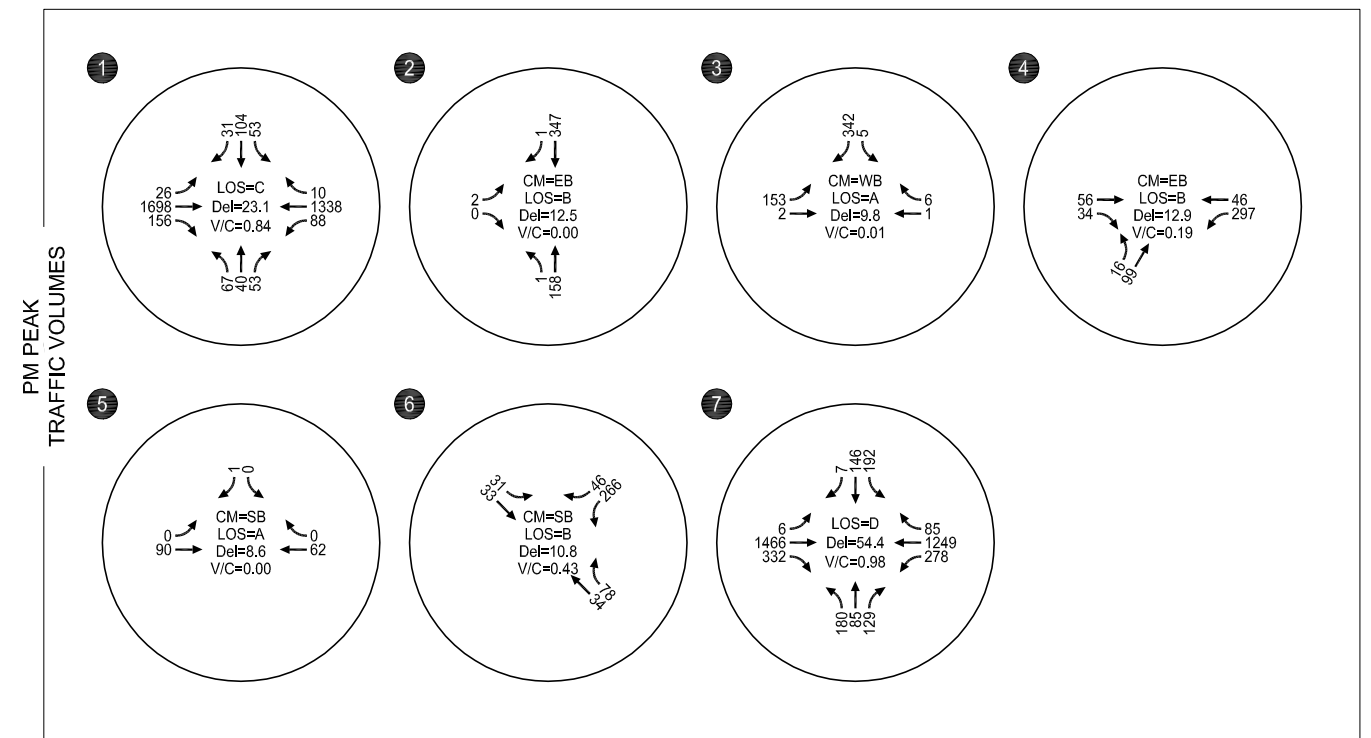 PM PEAK
TRAFFIC VOLUMES
1
31
104
53
26
1698
156
LOS=C
Del=23.1
V/C=0.84
10
1338
88
67
40
53
2
1
347
2
0
CM=EB
LOS=B
Del=12.5
V/C=0.00
1
158
3
342
5
153
2
CM=WB
LOS=A
Del=9.8
V/C=0.01
6
1
4
56
34
CM=EB
LOS=B
Del=12.9
V/C=0.19
46
297
16
99
5
1
0
0
90
CM=SB
LOS=A
Del=8.6
V/C=0.00
0
62
6
31
33
46
266
CM=SB
LOS=B
Del=10.8
V/C=0.43
78
34
7
7
146
192
6
1466
332
LOS=D
Del=54.4
V/C=0.98
85
1249
278
180
85
129